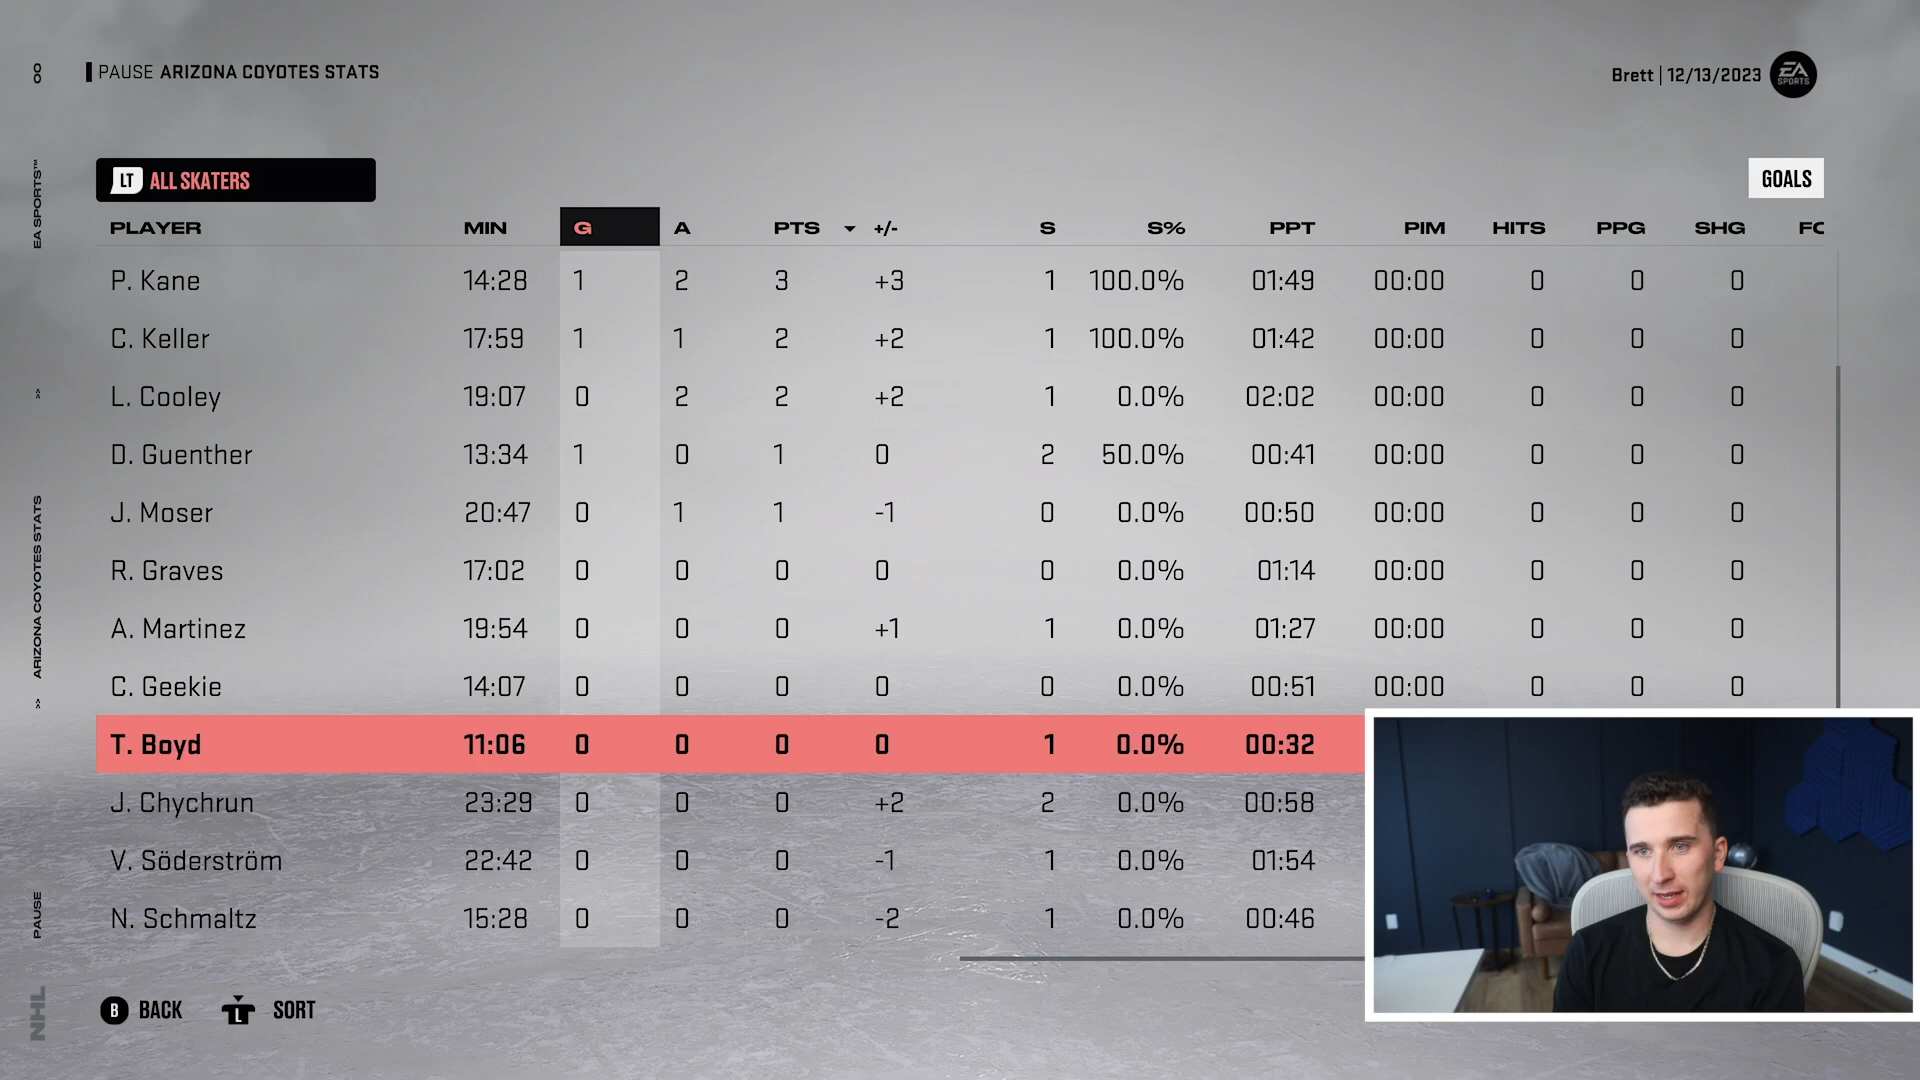 PAUSE ARIZONA COYOTES STATS
Brett | 12/13/2023 EA SPORTS
LT ALL SKATERS
GOALS
PLAYER MIN G A PTS +/- S S% PPT PIM HITS PPG SHG FO
P. Kane 14:28 1 2 3 +3 1 100.0% 01:49 00:00 0 0 0
C. Keller 17:59 1 1 2 +2 1 100.0% 01:42 00:00 0 0 0
L. Cooley 19:07 0 2 2 +2 1 0.0% 02:02 00:00 0 0 0
D. Guenther 13:34 1 0 1 0 2 50.0% 00:41 00:00 0 0 0
J. Moser 20:47 0 1 1 -1 0 0.0% 00:50 00:00 0 0 0
R. Graves 17:02 0 0 0 0 0 0.0% 01:14 00:00 0 0 0
A. Martinez 19:54 0 0 0 +1 1 0.0% 01:27 00:00 0 0 0
C. Geekie 14:07 0 0 0 0 0 0.0% 00:51 00:00 0 0 0
T. Boyd 11:06 0 0 0 0 1 0.0% 00:32
J. Chychrun 23:29 0 0 0 +2 2 0.0% 00:58
V. Söderström 22:42 0 0 0 -1 1 0.0% 01:54
N. Schmaltz 15:28 0 0 0 -2 1 0.0% 00:46
B BACK L SORT
NHL PAUSE >> ARIZONA COYOTES STATS >> EA SPORTS™